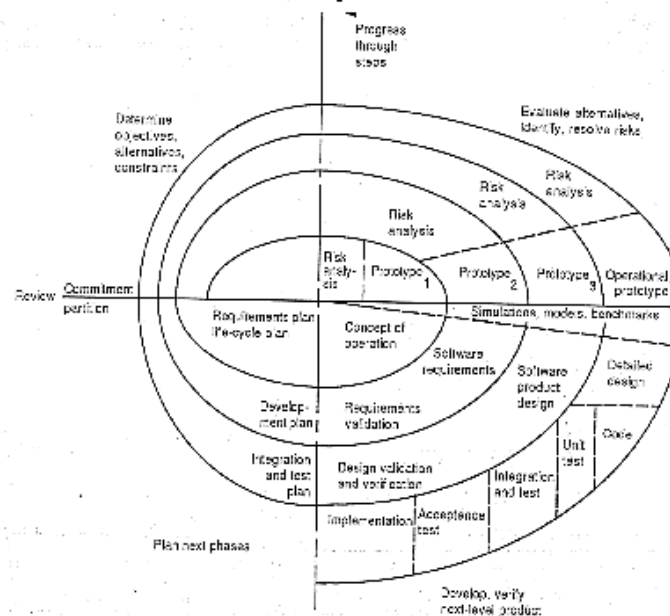 Progress
through
steps
Determine
objectives,
alternatives,
constraints
Evaluate alternatives,
identify, resolve risks
Risk
analysis
Risk
analysis
Risk
analysis
Risk
analy-
sis
Prototype
1
Prototype
2
Prototype
3
Operational
prototype
Review
Commitment
partition
Simulations, models, benchmarks
Requirements plan
life-cycle plan
Concept of
operation
Software
requirements
Software
product
design
Detailed
design
Develop-
ment plan
Requirements
validation
Code
Unit
test
Integration
and test
plan
Design validation
and verification
Integration
and test
Acceptance
test
Implementation
Plan next phases
Develop, verify
next-level product